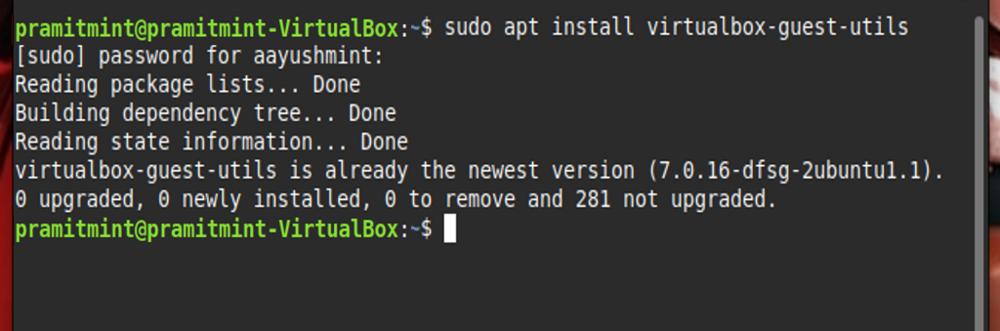 pramitmint@pramitmint-VirtualBox:~$ sudo apt install virtualbox-guest-utils
[sudo] password for aayushmint:
Reading package lists... Done
Building dependency tree... Done
Reading state information... Done
virtualbox-guest-utils is already the newest version (7.0.16-dfsg-2ubuntu1.1).
0 upgraded, 0 newly installed, 0 to remove and 281 not upgraded.
pramitmint@pramitmint-VirtualBox:~$